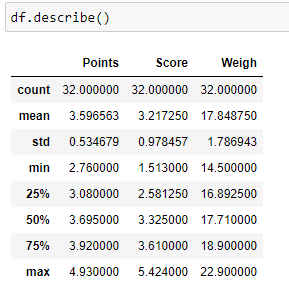 df.describe()
Points Score Weigh
count 32.000000 32.000000 32.000000
mean 3.596563 3.217250 17.848750
std 0.534679 0.978457 1.786943
min 2.760000 1.513000 14.500000
25% 3.080000 2.581250 16.892500
50% 3.695000 3.325000 17.710000
75% 3.920000 3.610000 18.900000
max 4.930000 5.424000 22.900000